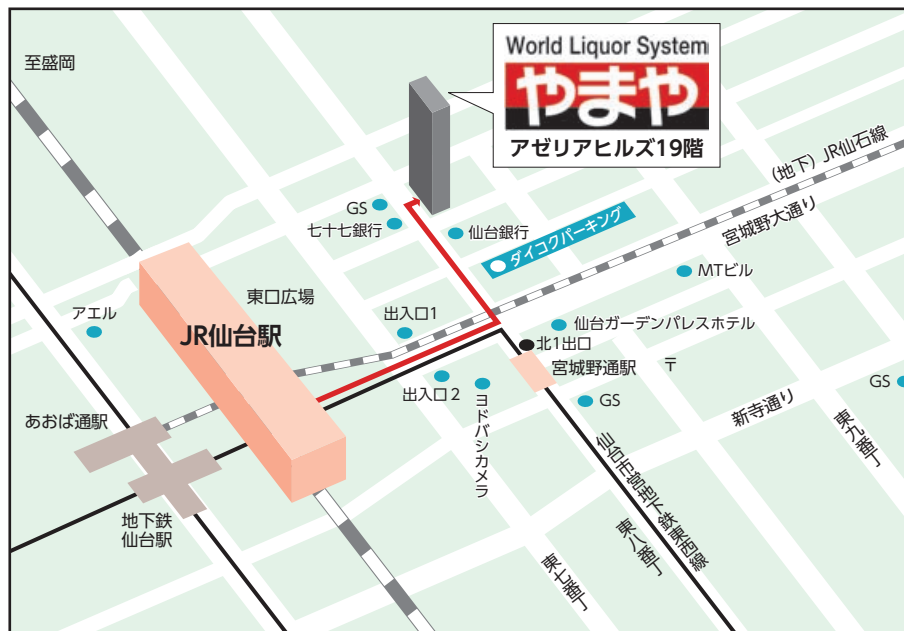 至盛岡
World Liquor System
やまや
アゼリアヒルズ19階
(地下) JR仙石線
宮城野大通り
GS
七十七銀行
仙台銀行
ダイコクパーキング
MTビル
東口広場
アエル
JR仙台駅
出入口1
仙台ガーデンパレスホテル
北1出口
宮城野通駅
〒
出入口2
ヨドバシカメラ
GS
GS
新寺通り
あおば通駅
地下鉄
仙台駅
仙台市営地下鉄東西線
東七番丁
東八番丁
東九番丁